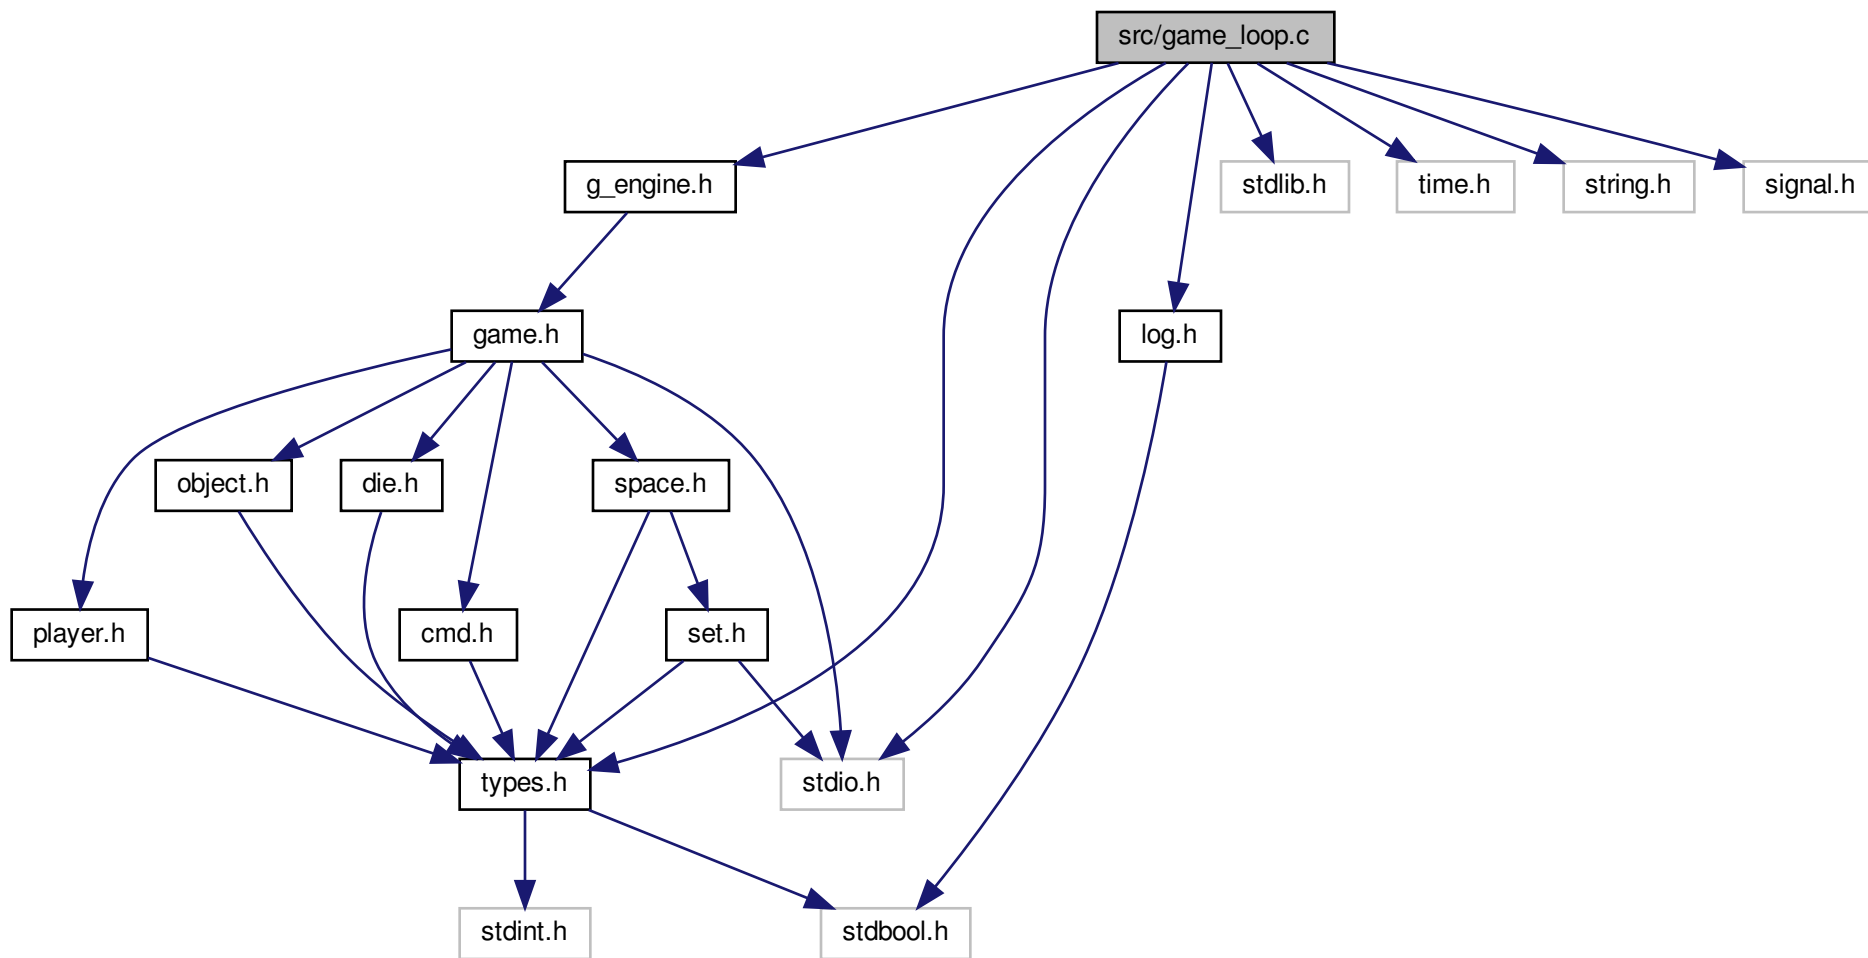 src/game_loop.c
g_engine.h
stdlib.h
time.h
string.h
signal.h
game.h
log.h
object.h
die.h
space.h
player.h
cmd.h
set.h
types.h
stdio.h
stdint.h
stdbool.h